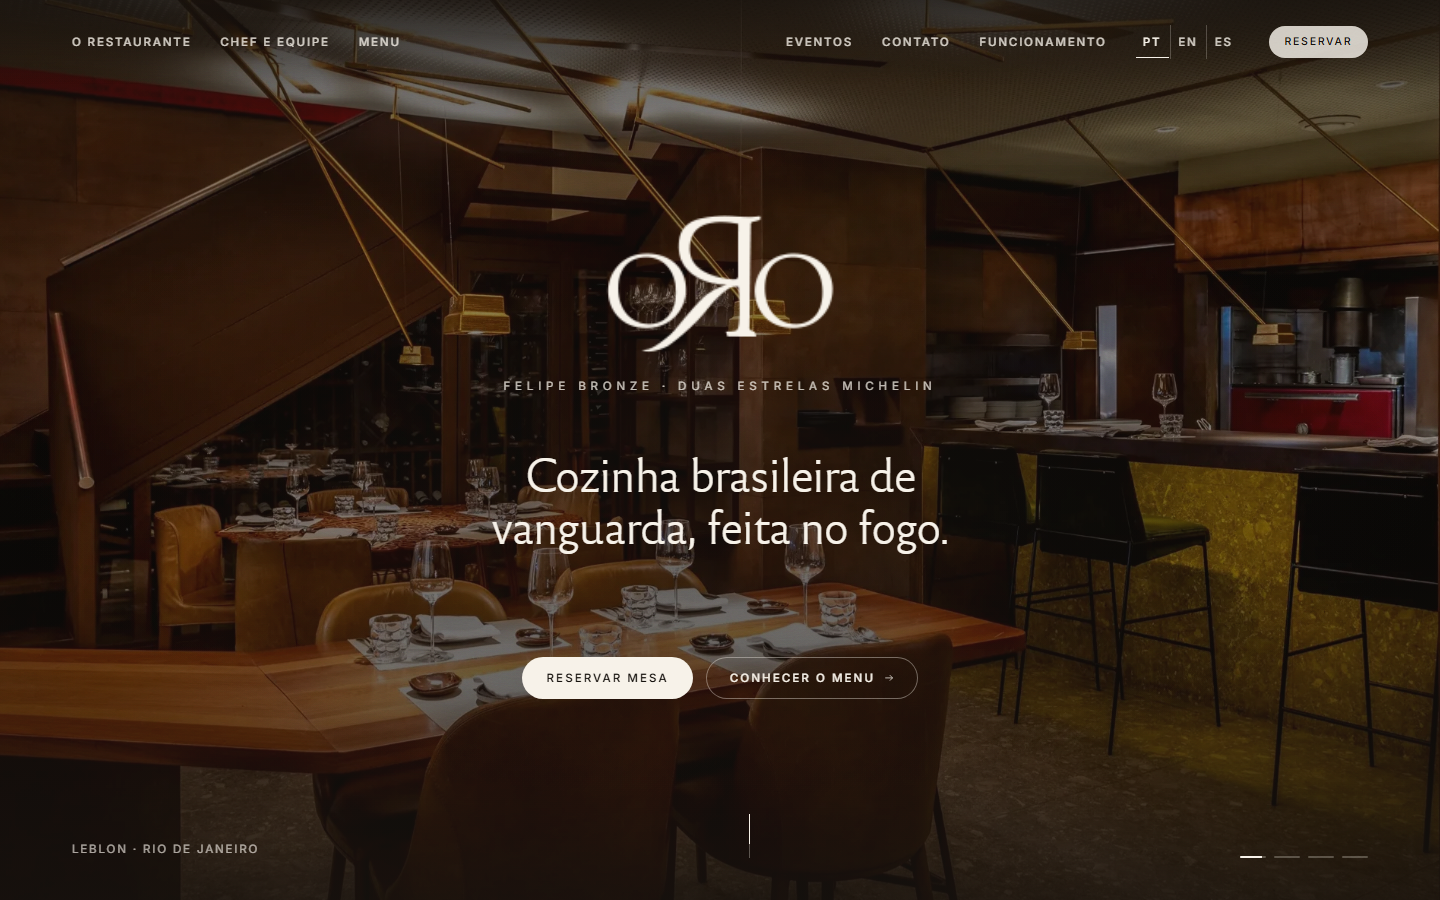 O RESTAURANTE
CHEF E EQUIPE
MENU
EVENTOS
CONTATO
FUNCIONAMENTO
PT
EN
ES
RESERVAR
ORO
FELIPE BRONZE · DUAS ESTRELAS MICHELIN
Cozinha brasileira de
vanguarda, feita no fogo.
RESERVAR MESA
CONHECER O MENU →
LEBLON · RIO DE JANEIRO